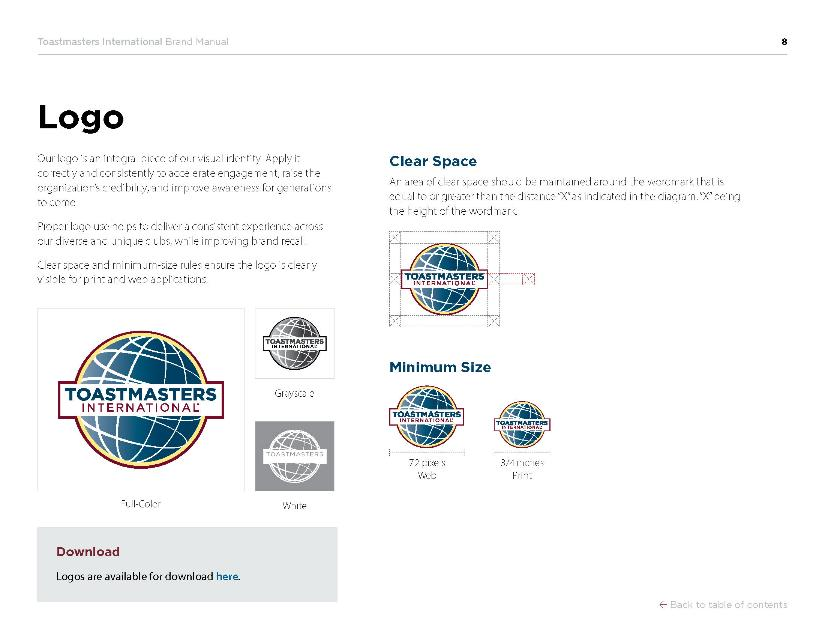 Toastmasters International Brand Manual
8
Logo
Our logo is an integral piece of our visual identity. Apply it
correctly and consistently to accelerate engagement, raise the
organization's credibility, and improve awareness for generations
to come.
Proper logo use helps to deliver a consistent experience across
our diverse and unique clubs, while improving brand recall.
Clear space and minimum-size rules ensure the logo is clearly
visible for print and web applications.
TOASTMASTERS
INTERNATIONAL
Full-Color
TOASTMASTERS
INTERNATIONAL
Grayscale
TOASTMASTERS
White
Download
Logos are available for download here.
Clear Space
An area of clear space should be maintained around the wordmark that is
equal to or greater than the distance "X" as indicated in the diagram. "X" being
the height of the wordmark.
TOASTMASTERS
INTERNATIONAL
Minimum Size
TOASTMASTERS
INTERNATIONAL
72 pixels
Web
TOASTMASTERS
INTERNATIONAL
3/4 inches
Print
← Back to table of contents